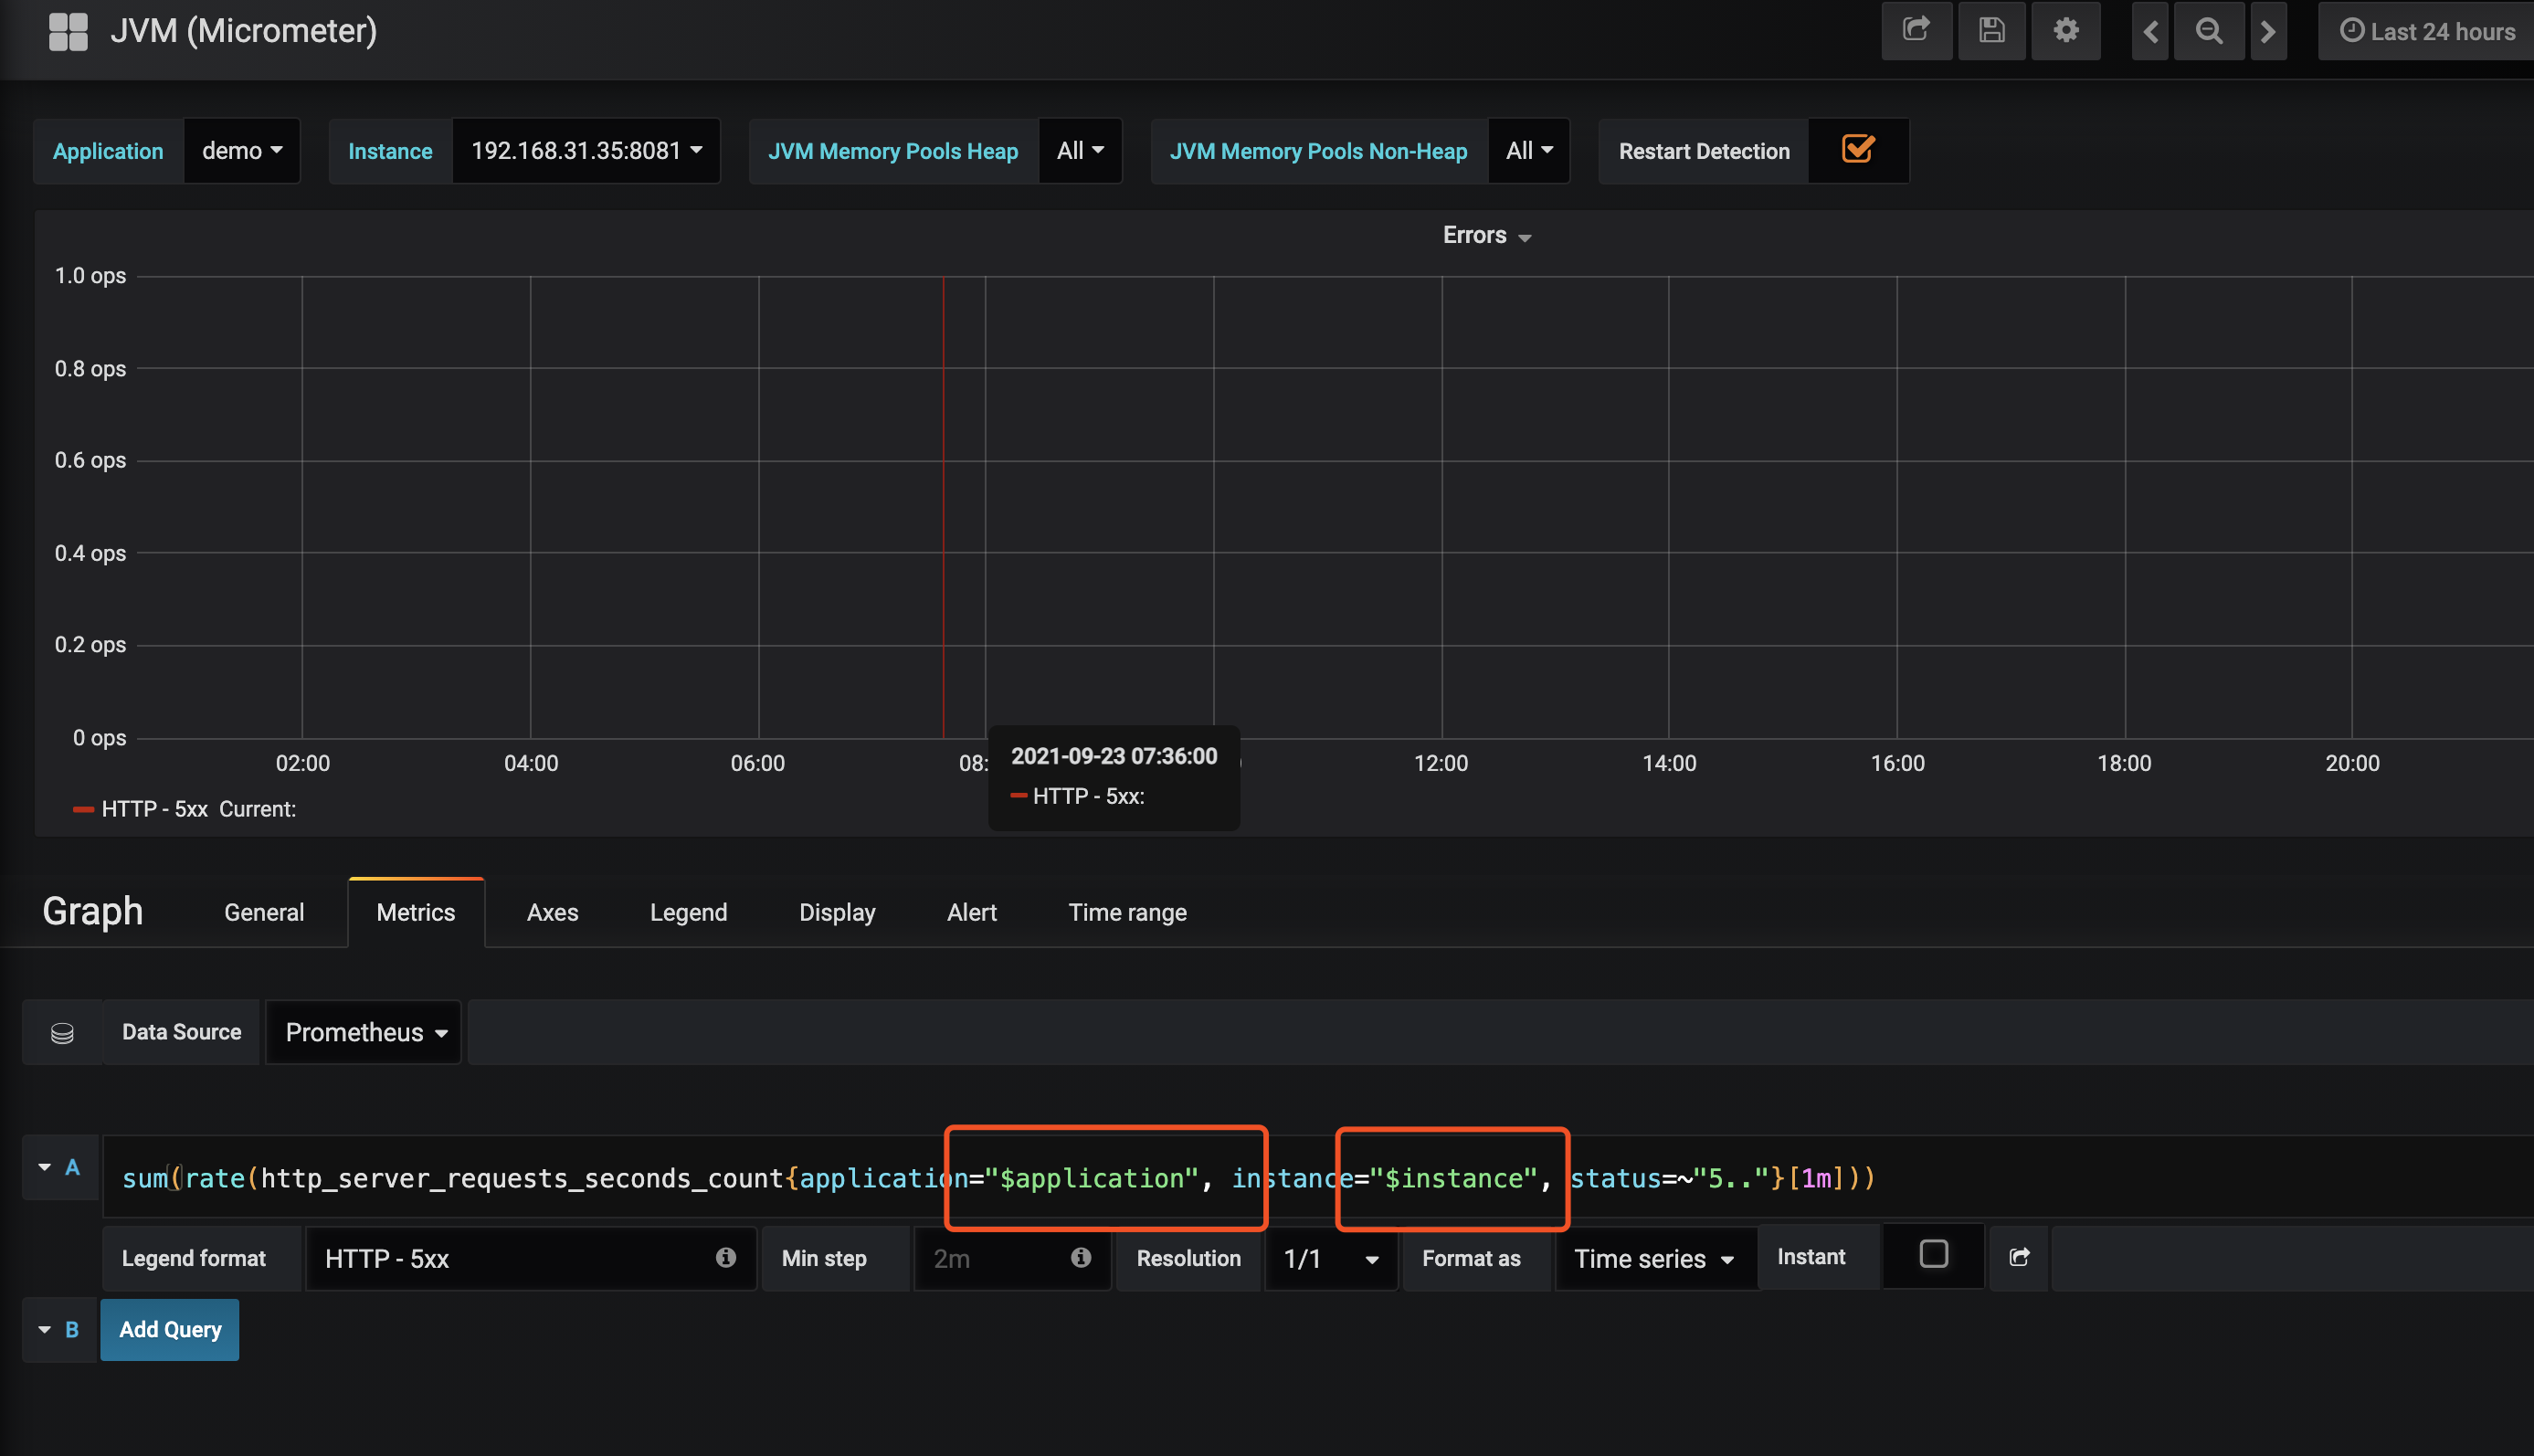 JVM (Micrometer)
Last 24 hours
Application demo Instance 192.168.31.35:8081 JVM Memory Pools Heap All JVM Memory Pools Non-Heap All Restart Detection
Errors
1.0 ops
0.8 ops
0.6 ops
0.4 ops
0.2 ops
0 ops
02:00 04:00 06:00 08: 12:00 14:00 16:00 18:00 20:00
2021-09-23 07:36:00
HTTP - 5xx:
HTTP - 5xx Current:
Graph General Metrics Axes Legend Display Alert Time range
Data Source Prometheus
A sum(rate(http_server_requests_seconds_count{application="$application", instance="$instance", status=~"5.."}[1m]))
Legend format HTTP - 5xx Min step 2m Resolution 1/1 Format as Time series Instant
B Add Query